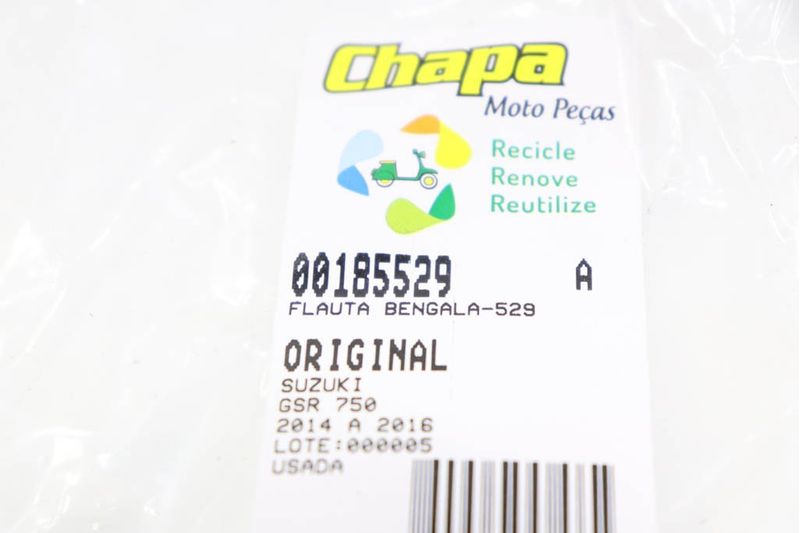 Chapa
Moto Peças
Recicle
Renove
Reutilize
00185529 A
FLAUTA BENGALA-529
ORIGINAL
SUZUKI
GSR 750
2014 A 2016
LOTE:000005
USADA